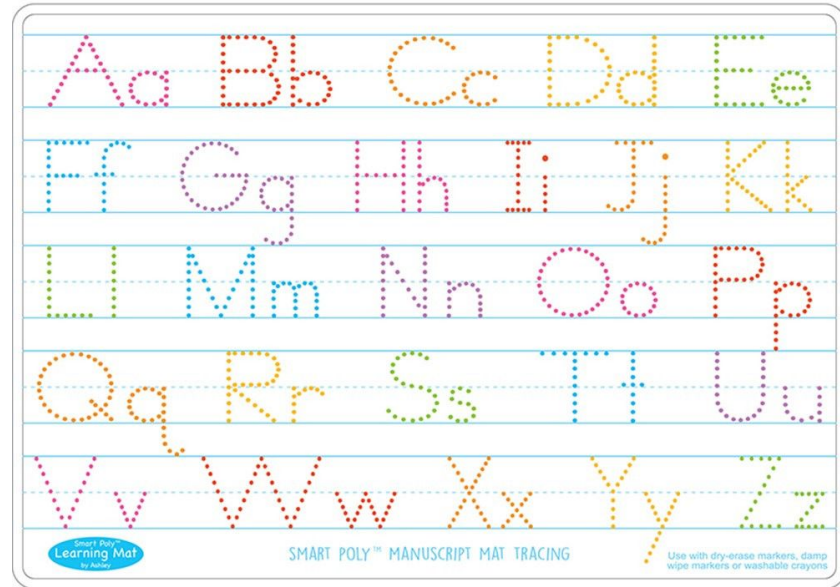 Aa Bb Cc Dd Ee
Ff Gg Hh Ii Jj Kk
Ll Mm Nn Oo Pp
Qq Rr Ss Tt Uu
Vv Ww Xx Yy Zz
Smart Poly™
Learning Mat
by Ashley
SMART POLY™ MANUSCRIPT MAT TRACING
Use with dry-erase markers, damp
wipe markers or washable crayons